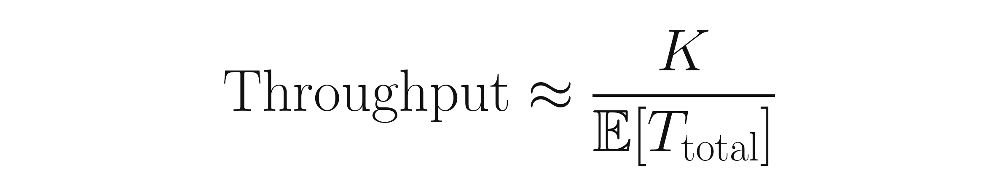 Throughput ≈ K / 𝔼[T_total]